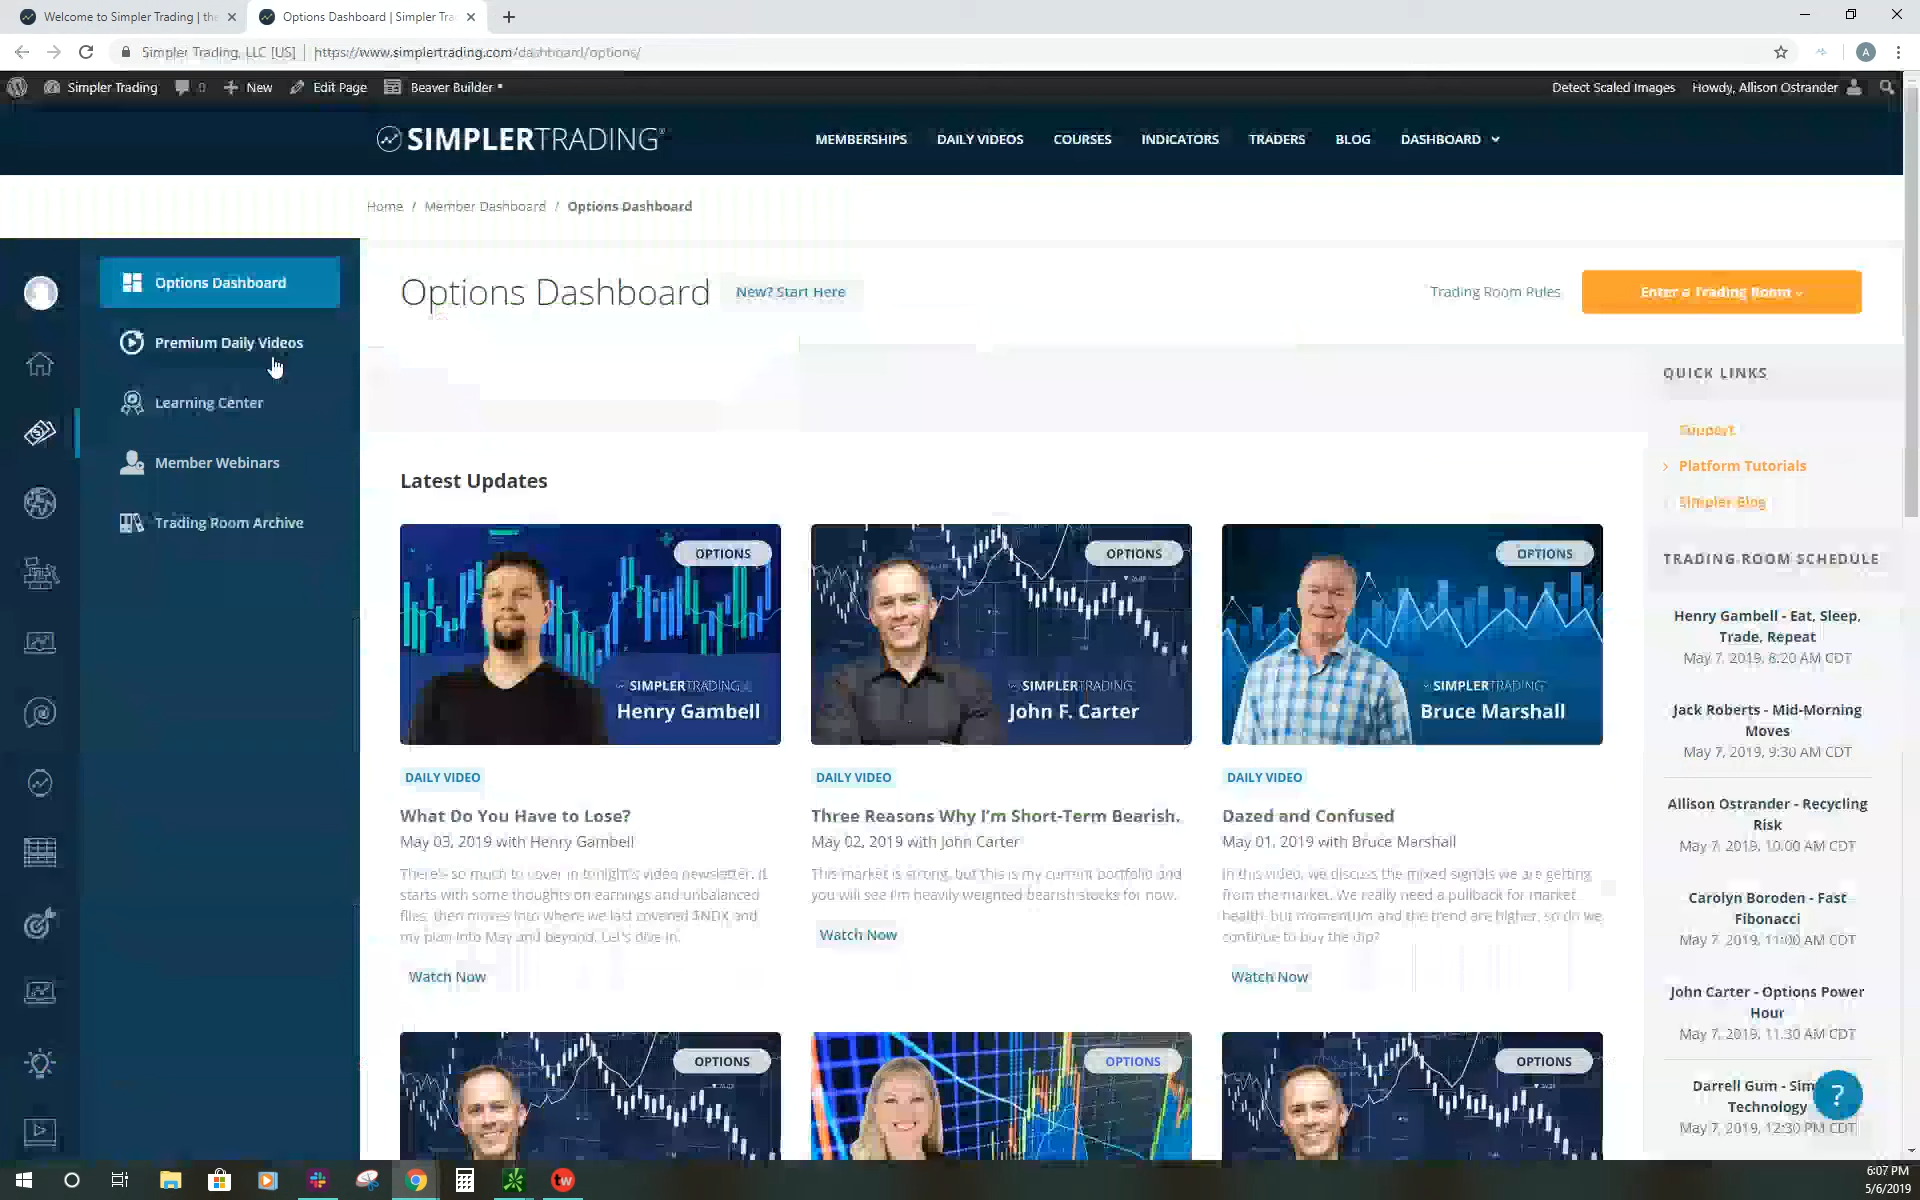 Welcome to Simpler Trading | the
Options Dashboard | Simpler Tra
Simpler Trading, LLC [US]
https://www.simplertrading.com/dashboard/options/
A
Simpler Trading
0
New
Edit Page
Beaver Builder
Detect Scaled Images
Howdy, Allison Ostrander
SIMPLERTRADING®
MEMBERSHIPS
DAILY VIDEOS
COURSES
INDICATORS
TRADERS
BLOG
DASHBOARD
Home / Member Dashboard / Options Dashboard
Options Dashboard
Premium Daily Videos
Learning Center
Member Webinars
Trading Room Archive
Options Dashboard
New? Start Here
Trading Room Rules
Enter a Trading Room
Latest Updates
OPTIONS
SIMPLERTRADING
Henry Gambell
DAILY VIDEO
What Do You Have to Lose?
May 03, 2019 with Henry Gambell
There's so much to cover in tonight's video newsletter. It
starts with some thoughts on earnings and unbalanced
flies, then moves into where we last covered $NDX and
my plan into May and beyond. Let's dive in.
Watch Now
OPTIONS
SIMPLERTRADING
John F. Carter
DAILY VIDEO
Three Reasons Why I'm Short-Term Bearish.
May 02, 2019 with John Carter
This market is strong, but this is my current portfolio and
you will see I'm heavily weighted bearish stocks for now.
Watch Now
OPTIONS
SIMPLERTRADING
Bruce Marshall
DAILY VIDEO
Dazed and Confused
May 01, 2019 with Bruce Marshall
In this video, we discuss the mixed signals we are getting
from the market. We really need a pullback for market
health, but momentum and the trend are higher, so do we
continue to buy the dip?
Watch Now
OPTIONS
OPTIONS
OPTIONS
QUICK LINKS
Support
Platform Tutorials
Simpler Blog
TRADING ROOM SCHEDULE
Henry Gambell - Eat, Sleep,
Trade, Repeat
May 7, 2019, 8:20 AM CDT
Jack Roberts - Mid-Morning
Moves
May 7, 2019, 9:30 AM CDT
Allison Ostrander - Recycling
Risk
May 7, 2019, 10:00 AM CDT
Carolyn Boroden - Fast
Fibonacci
May 7, 2019, 11:00 AM CDT
John Carter - Options Power
Hour
May 7, 2019, 11:30 AM CDT
Darrell Gum - Sim
Technology
May 7, 2019, 12:30 PM CDT
?
tw
6:07 PM
5/6/2019